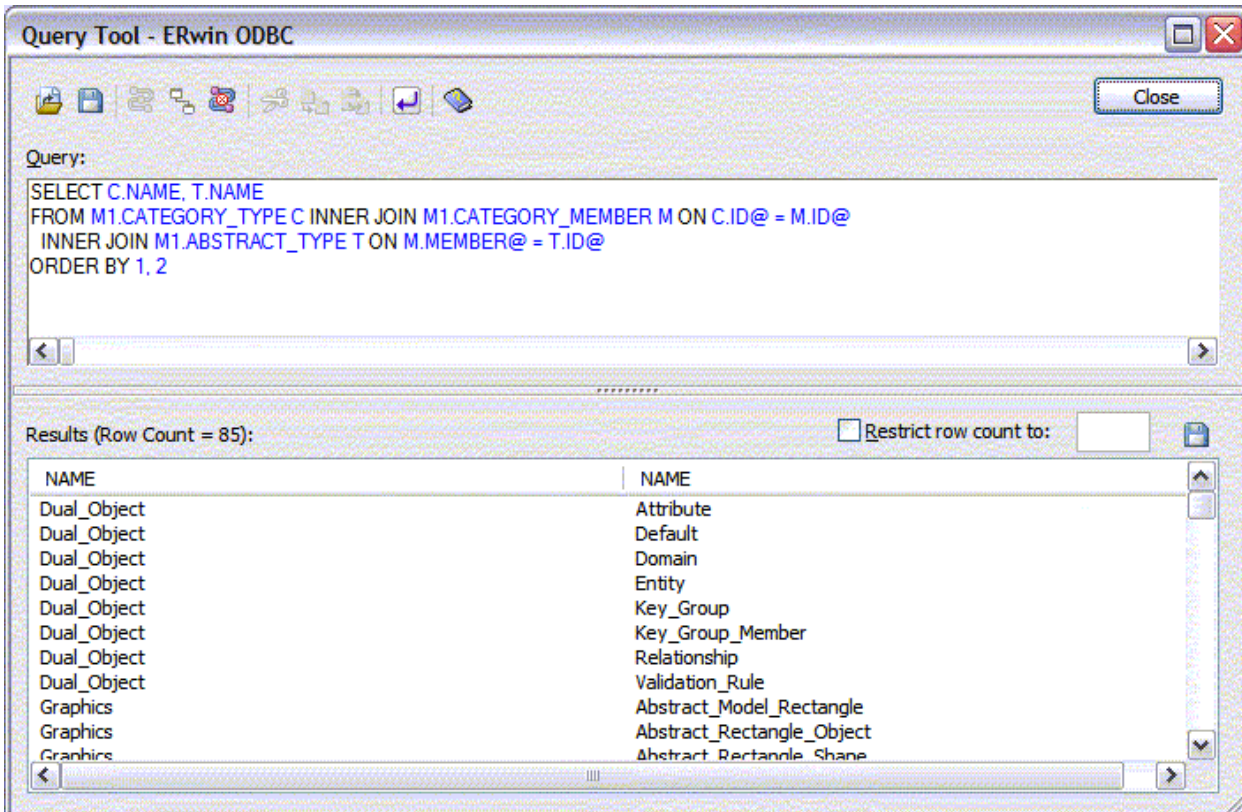 Query Tool - ERwin ODBC
Close
Query:
SELECT C.NAME, T.NAME
FROM M1.CATEGORY_TYPE C INNER JOIN M1.CATEGORY_MEMBER M ON C.ID@ = M.ID@
INNER JOIN M1.ABSTRACT_TYPE T ON M.MEMBER@ = T.ID@
ORDER BY 1, 2
Results (Row Count = 85): Restrict row count to:
NAME NAME
Dual_Object Attribute
Dual_Object Default
Dual_Object Domain
Dual_Object Entity
Dual_Object Key_Group
Dual_Object Key_Group_Member
Dual_Object Relationship
Dual_Object Validation_Rule
Graphics Abstract_Model_Rectangle
Graphics Abstract_Rectangle_Object
Graphics Abstract_Rectangle_Shape